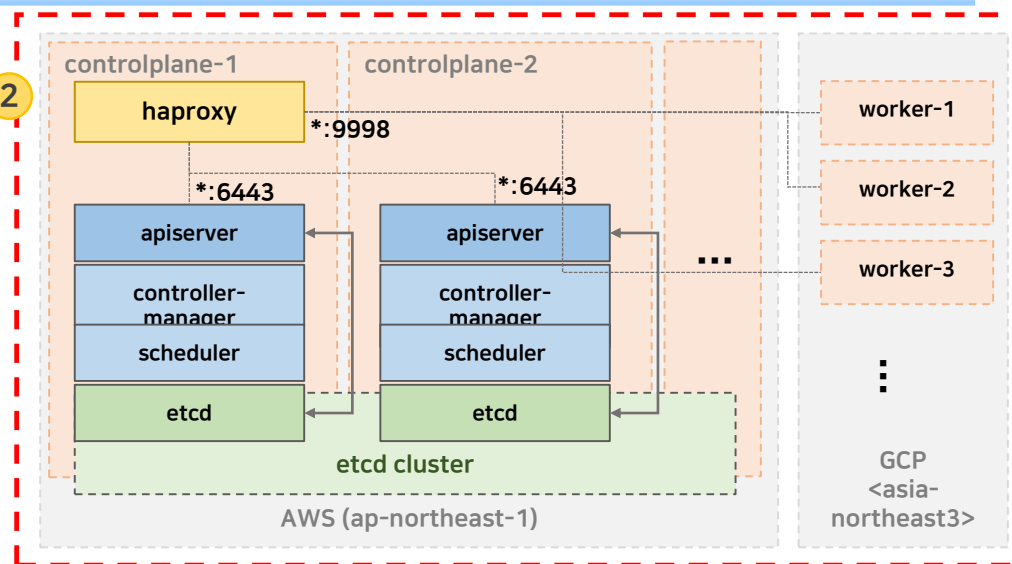 controlplane-1
controlplane-2
2
haproxy
*:9998
worker-1
worker-2
worker-3
*:6443
*:6443
apiserver
apiserver
...
controller-
manager
controller-
manager
scheduler
scheduler
etcd
etcd
etcd cluster
AWS (ap-northeast-1)
...
GCP
<asia-
northeast3>